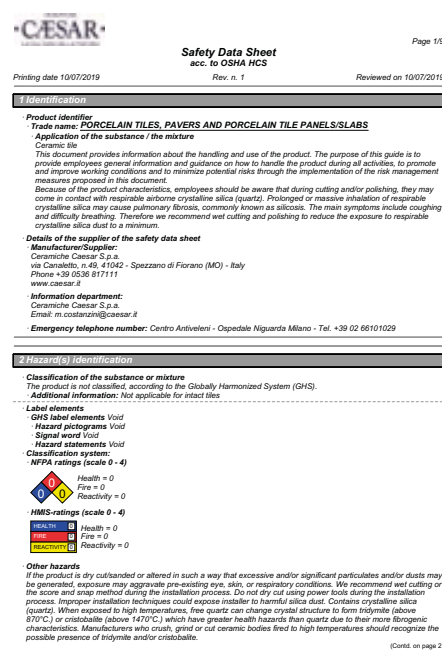 CÆSAR
Page 1/9
Safety Data Sheet
acc. to OSHA HCS
Printing date 10/07/2019 Rev. n. 1 Reviewed on 10/07/2019
1 Identification
· Product identifier
· Trade name: PORCELAIN TILES, PAVERS AND PORCELAIN TILE PANELS/SLABS
· Application of the substance / the mixture
Ceramic tile
This document provides information about the handling and use of the product. The purpose of this guide is to
provide employees general information and guidance on how to handle the product during all activities, to promote
and improve working conditions and to minimize potential risks through the implementation of the risk management
measures proposed in this document.
Because of the product characteristics, employees should be aware that during cutting and/or polishing, they may
come in contact with respirable airborne crystalline silica (quartz). Prolonged or massive inhalation of respirable
crystalline silica may cause pulmonary fibrosis, commonly known as silicosis. The main symptoms include coughing
and difficulty breathing. Therefore we recommend wet cutting and polishing to reduce the exposure to respirable
crystalline silica dust to a minimum.
· Details of the supplier of the safety data sheet
· Manufacturer/Supplier:
Ceramiche Caesar S.p.a.
via Canaletto, n.49, 41042 - Spezzano di Fiorano (MO) - Italy
Phone +39 0536 817111
www.caesar.it
· Information department:
Ceramiche Caesar S.p.a.
Email: m.costanzini@caesar.it
· Emergency telephone number: Centro Antiveleni - Ospedale Niguarda Milano - Tel. +39 02 66101029
2 Hazard(s) identification
· Classification of the substance or mixture
The product is not classified, according to the Globally Harmonized System (GHS).
· Additional information: Not applicable for intact tiles
· Label elements
· GHS label elements Void
· Hazard pictograms Void
· Signal word Void
· Hazard statements Void
· Classification system:
· NFPA ratings (scale 0 - 4)
0 0 0
Health = 0
Fire = 0
Reactivity = 0
· HMIS-ratings (scale 0 - 4)
HEALTH 0 Health = 0
FIRE 0 Fire = 0
REACTIVITY 0 Reactivity = 0
· Other hazards
If the product is dry cut/sanded or altered in such a way that excessive and/or significant particulates and/or dusts may
be generated, exposure may aggravate pre-existing eye, skin, or respiratory conditions. We recommend wet cutting or
the score and snap method during the installation process. Do not dry cut using power tools during the installation
process. Improper installation techniques could expose installer to harmful silica dust. Contains crystalline silica
(quartz). When exposed to high temperatures, free quartz can change crystal structure to form tridymite (above
870°C.) or cristobalite (above 1470°C.) which have greater health hazards than quartz due to their more fibrogenic
characteristics. Manufacturers who crush, grind or cut ceramic bodies fired to high temperatures should recognize the
possible presence of tridymite and/or cristobalite.
(Contd. on page 2